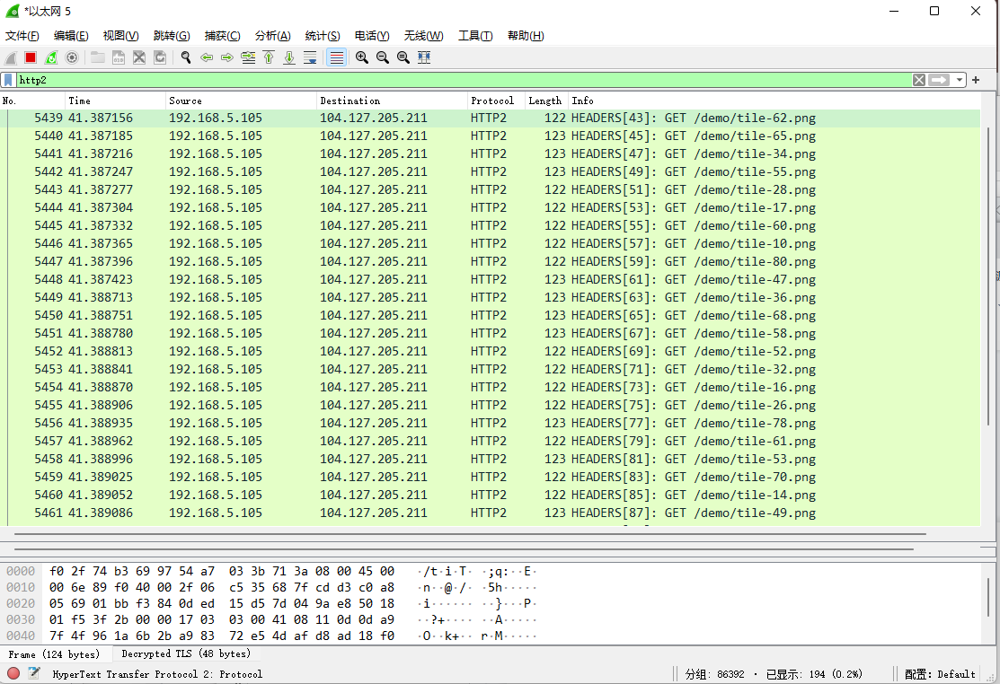 *以太网 5
文件(F) 编辑(E) 视图(V) 跳转(G) 捕获(C) 分析(A) 统计(S) 电话(Y) 无线(W) 工具(T) 帮助(H)
http2
No. Time Source Destination Protocol Length Info
5439 41.387156 192.168.5.105 104.127.205.211 HTTP2 122 HEADERS[43]: GET /demo/tile-62.png
5440 41.387185 192.168.5.105 104.127.205.211 HTTP2 123 HEADERS[45]: GET /demo/tile-65.png
5441 41.387216 192.168.5.105 104.127.205.211 HTTP2 123 HEADERS[47]: GET /demo/tile-34.png
5442 41.387247 192.168.5.105 104.127.205.211 HTTP2 123 HEADERS[49]: GET /demo/tile-55.png
5443 41.387277 192.168.5.105 104.127.205.211 HTTP2 122 HEADERS[51]: GET /demo/tile-28.png
5444 41.387304 192.168.5.105 104.127.205.211 HTTP2 122 HEADERS[53]: GET /demo/tile-17.png
5445 41.387332 192.168.5.105 104.127.205.211 HTTP2 122 HEADERS[55]: GET /demo/tile-60.png
5446 41.387365 192.168.5.105 104.127.205.211 HTTP2 122 HEADERS[57]: GET /demo/tile-10.png
5447 41.387396 192.168.5.105 104.127.205.211 HTTP2 122 HEADERS[59]: GET /demo/tile-80.png
5448 41.387423 192.168.5.105 104.127.205.211 HTTP2 123 HEADERS[61]: GET /demo/tile-47.png
5449 41.388713 192.168.5.105 104.127.205.211 HTTP2 123 HEADERS[63]: GET /demo/tile-36.png
5450 41.388751 192.168.5.105 104.127.205.211 HTTP2 123 HEADERS[65]: GET /demo/tile-68.png
5451 41.388780 192.168.5.105 104.127.205.211 HTTP2 123 HEADERS[67]: GET /demo/tile-58.png
5452 41.388813 192.168.5.105 104.127.205.211 HTTP2 122 HEADERS[69]: GET /demo/tile-52.png
5453 41.388841 192.168.5.105 104.127.205.211 HTTP2 122 HEADERS[71]: GET /demo/tile-32.png
5454 41.388870 192.168.5.105 104.127.205.211 HTTP2 122 HEADERS[73]: GET /demo/tile-16.png
5455 41.388906 192.168.5.105 104.127.205.211 HTTP2 122 HEADERS[75]: GET /demo/tile-26.png
5456 41.388935 192.168.5.105 104.127.205.211 HTTP2 123 HEADERS[77]: GET /demo/tile-78.png
5457 41.388962 192.168.5.105 104.127.205.211 HTTP2 122 HEADERS[79]: GET /demo/tile-61.png
5458 41.388996 192.168.5.105 104.127.205.211 HTTP2 123 HEADERS[81]: GET /demo/tile-53.png
5459 41.389025 192.168.5.105 104.127.205.211 HTTP2 122 HEADERS[83]: GET /demo/tile-70.png
5460 41.389052 192.168.5.105 104.127.205.211 HTTP2 122 HEADERS[85]: GET /demo/tile-14.png
5461 41.389086 192.168.5.105 104.127.205.211 HTTP2 123 HEADERS[87]: GET /demo/tile-49.png
0000 f0 2f 74 b3 69 97 54 a7 03 3b 71 3a 08 00 45 00 ·/t·i·T· ·;q:··E·
0010 00 6e 89 f0 40 00 2f 06 c5 35 68 7f cd d3 c0 a8 ·n··@·/· ·5h·····
0020 05 69 01 bb f3 84 0d ed 15 d5 7d 04 9a e8 50 18 ·i······ ··}···P·
0030 01 f5 3f 2b 00 00 17 03 03 00 41 08 11 0d 0d a9 ··?+···· ··A·····
0040 7f 4f 96 1a 6b 2b a9 83 72 e5 4d af d8 ad 18 f0 ·O··k+·· r·M·····
Frame (124 bytes) Decrypted TLS (48 bytes)
HyperText Transfer Protocol 2: Protocol 分组: 86392 · 已显示: 194 (0.2%) 配置: Default